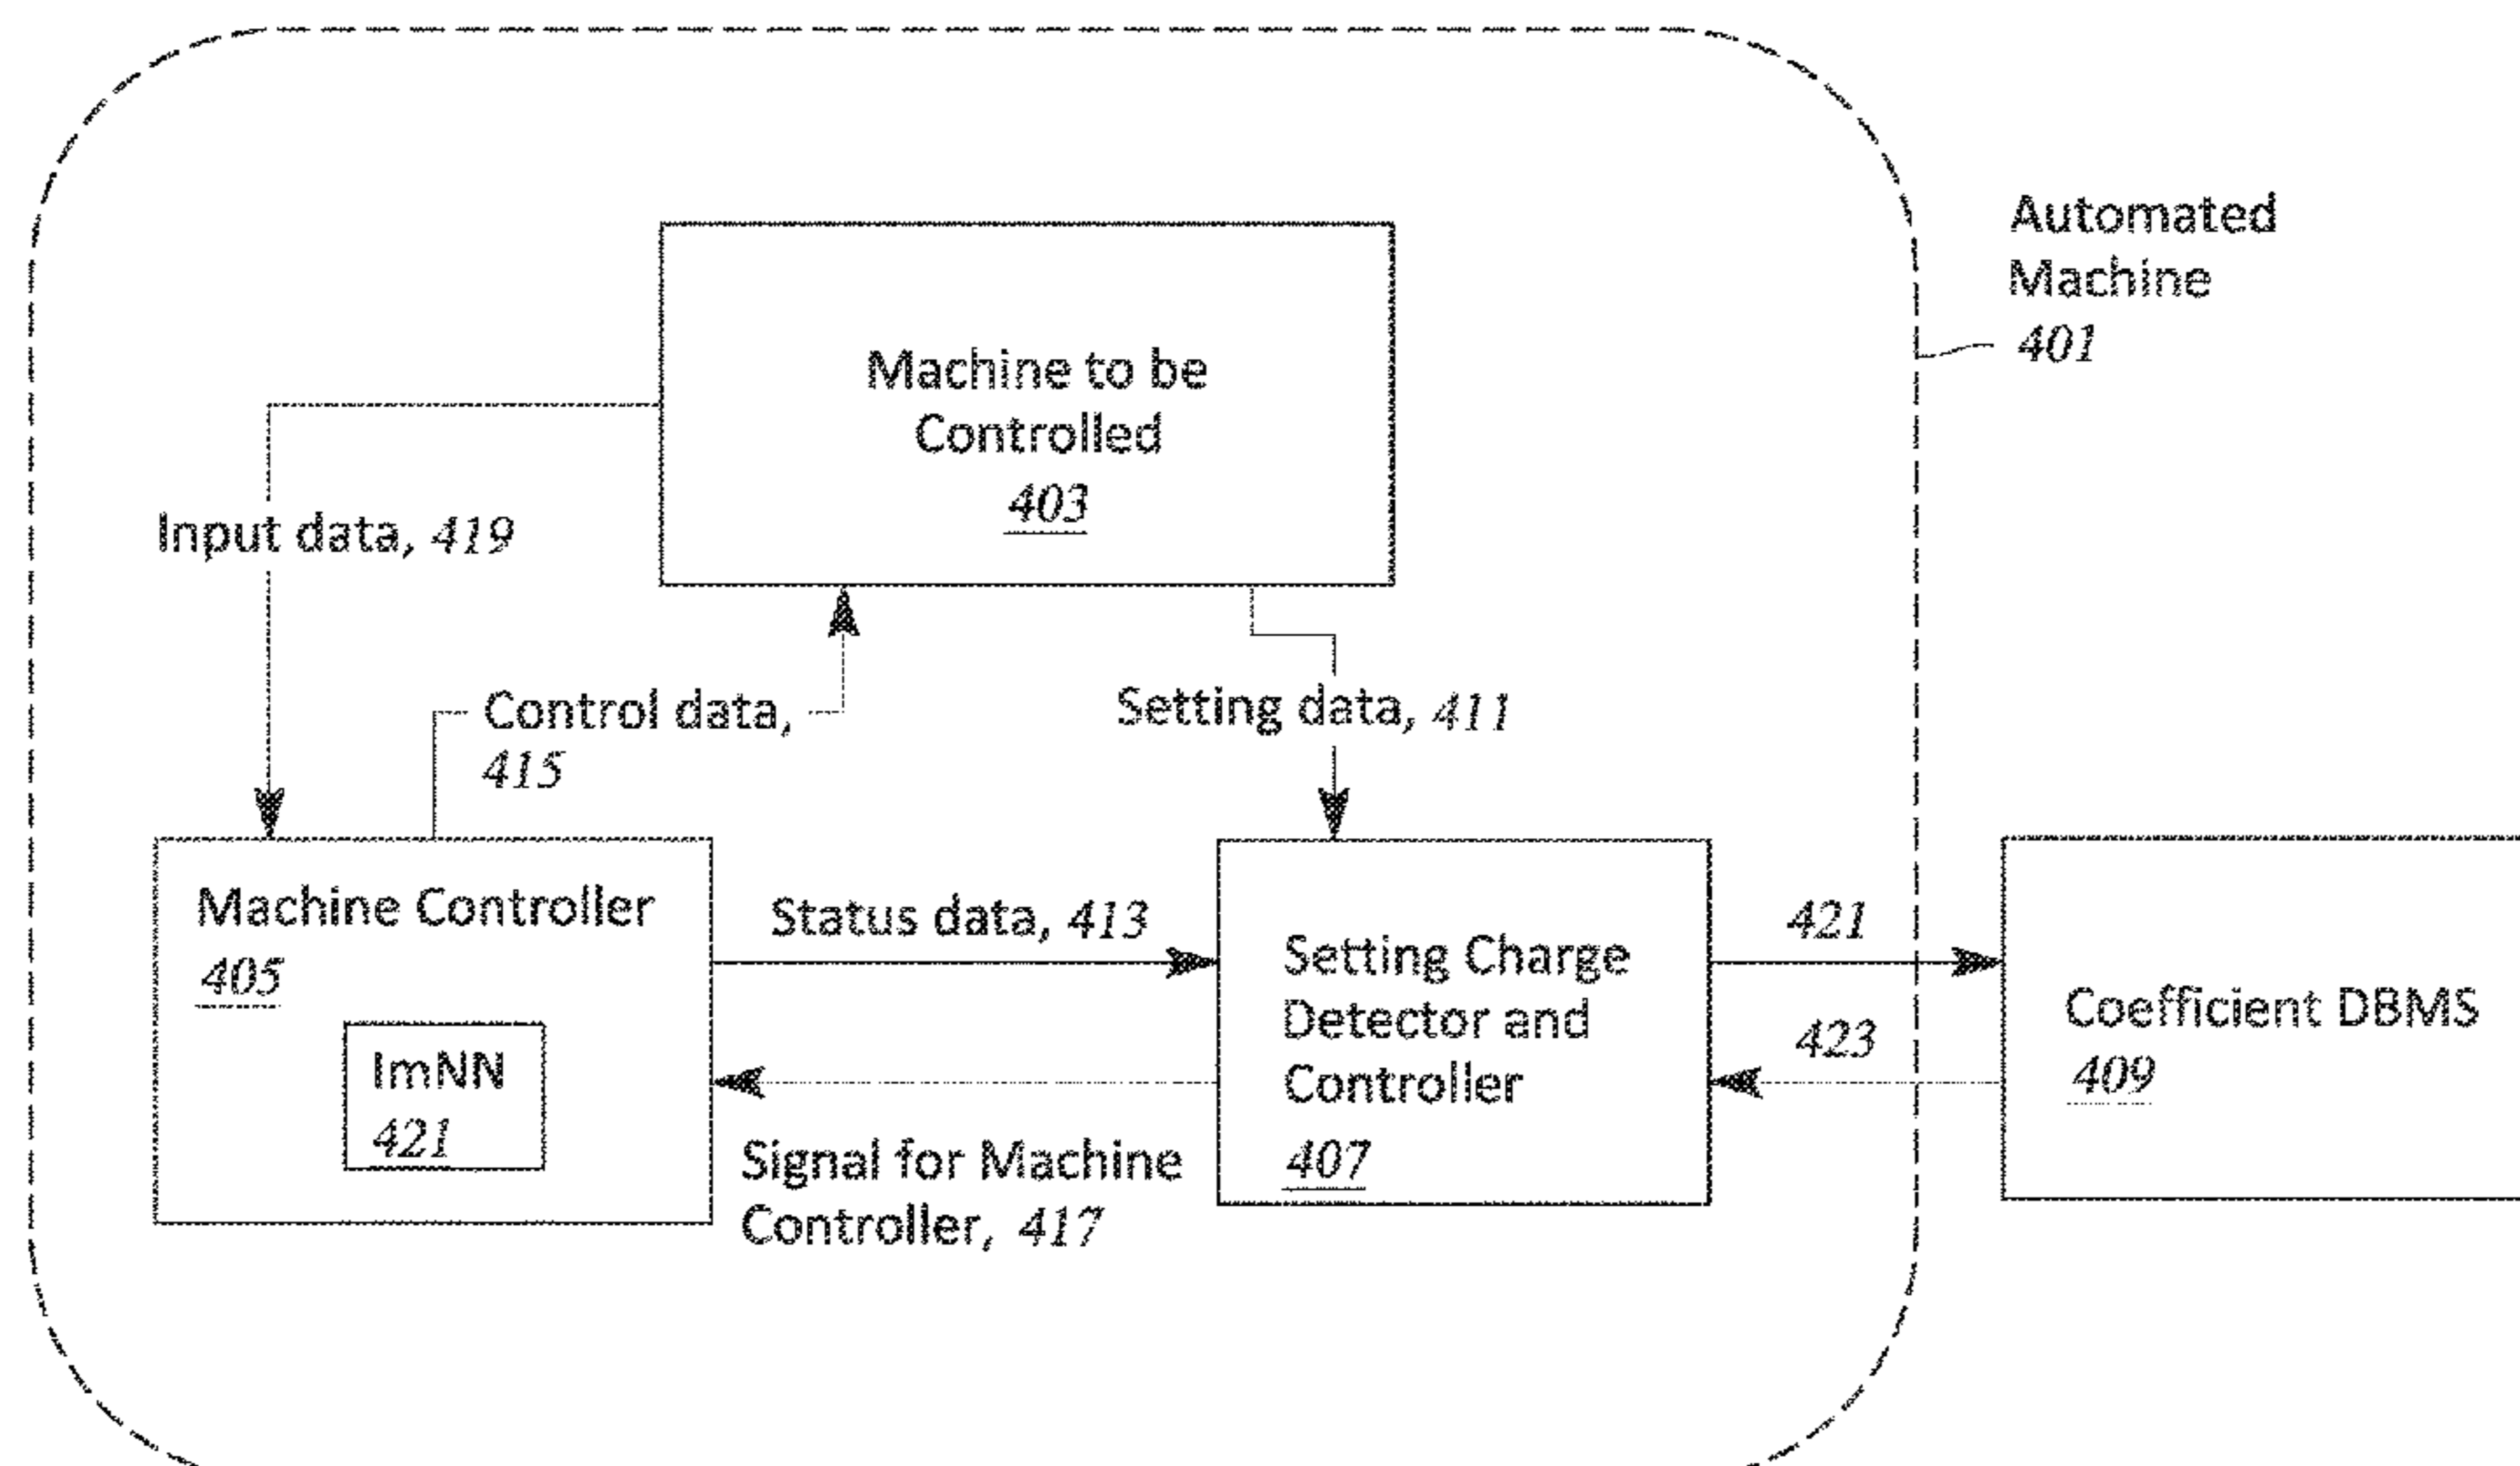 Automated
Machine
401
Machine to be
Controlled
403
Input data, 419
Control data,
415
Setting data, 411
Machine Controller
405
ImNN
421
Status data, 413
Signal for Machine
Controller, 417
Setting Charge
Detector and
Controller
407
421
423
Coefficient DBMS
409